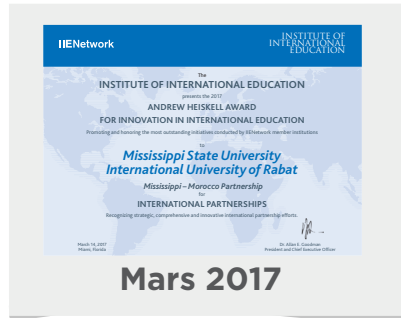 IIENetwork
INSTITUTE OF
INTERNATIONAL
EDUCATION
The
INSTITUTE OF INTERNATIONAL EDUCATION
presents the 2017
ANDREW HEISKELL AWARD
FOR INNOVATION IN INTERNATIONAL EDUCATION
Promoting and honoring the most outstanding initiatives conducted by IIENetwork member institutions
to
Mississippi State University
International University of Rabat
Mississippi – Morocco Partnership
for
INTERNATIONAL PARTNERSHIPS
Recognizing strategic, comprehensive and innovative international partnership efforts.
March 14, 2017
Miami, Florida
Dr. Allan E. Goodman
President and Chief Executive Officer
Mars 2017